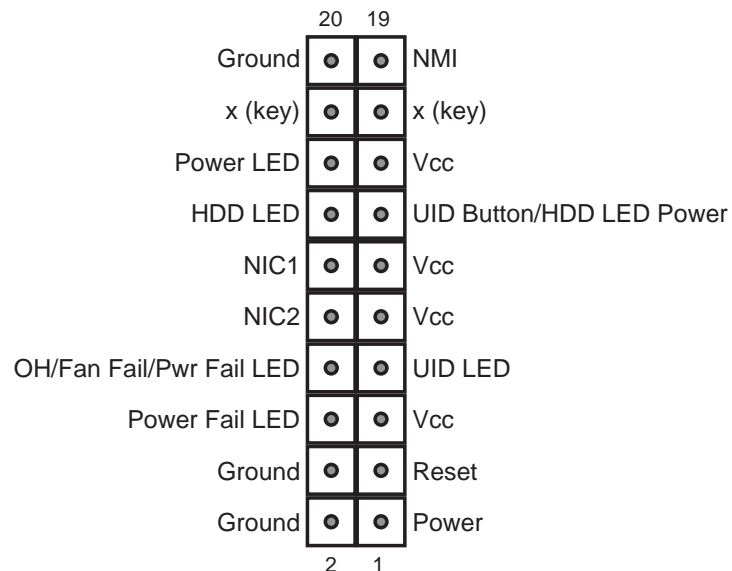 20 19
Ground NMI
x (key) x (key)
Power LED Vcc
HDD LED UID Button/HDD LED Power
NIC1 Vcc
NIC2 Vcc
OH/Fan Fail/Pwr Fail LED UID LED
Power Fail LED Vcc
Ground Reset
Ground Power
2 1